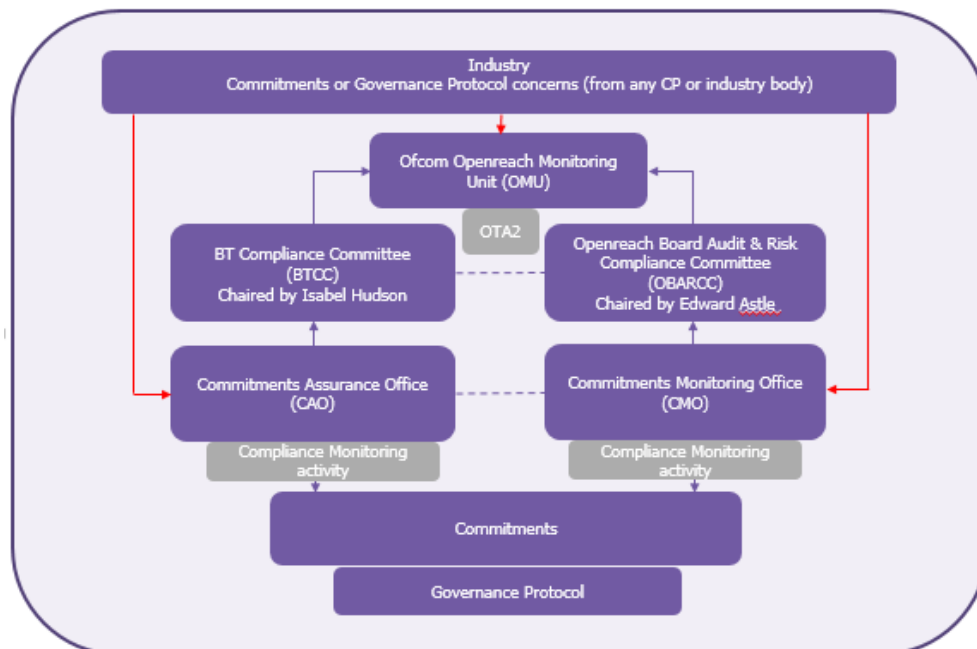 Industry
Commitments or Governance Protocol concerns (from any CP or industry body)
Ofcom Openreach Monitoring
Unit (OMU)
OTA2
BT Compliance Committee
(BTCC)
Chaired by Isabel Hudson
Openreach Board Audit & Risk
Compliance Committee
(OBARCC)
Chaired by Edward Astle
Commitments Assurance Office
(CAO)
Commitments Monitoring Office
(CMO)
Compliance Monitoring
activity
Compliance Monitoring
activity
Commitments
Governance Protocol